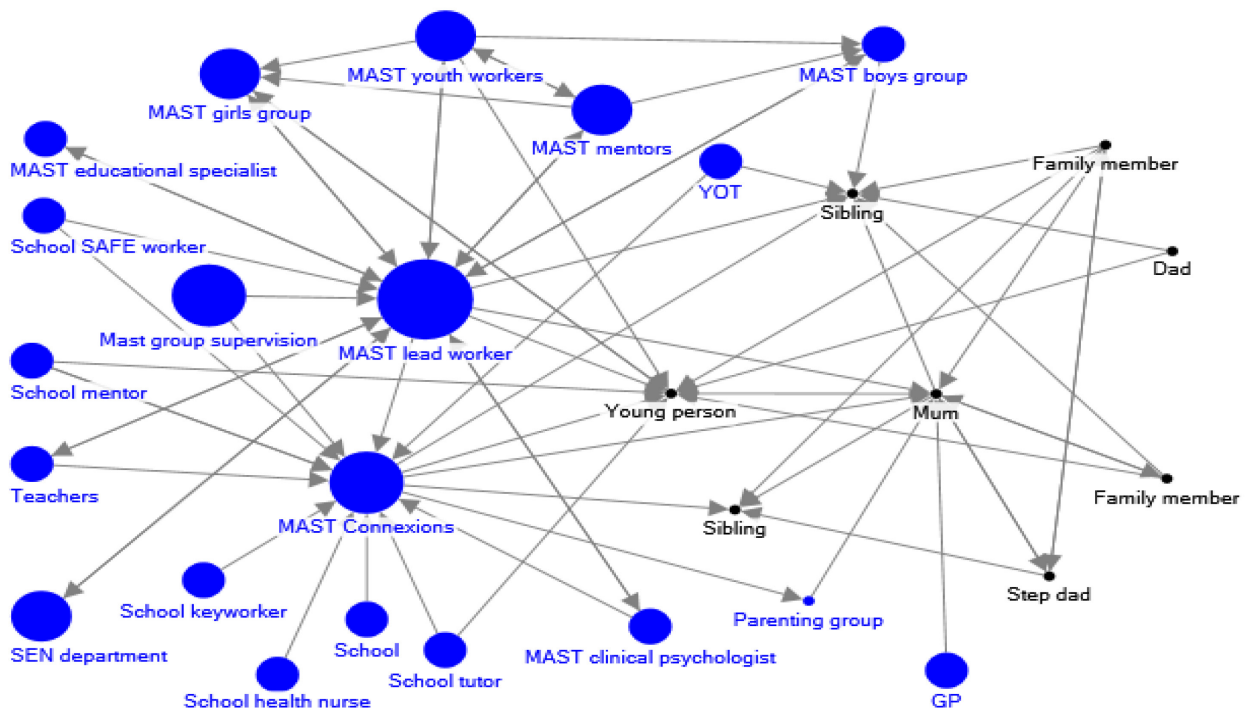 MAST youth workers
MAST boys group
MAST girls group
MAST mentors
Family member
MAST educational specialist
YOT
Sibling
School SAFE worker
Dad
Mast group supervision
MAST lead worker
School mentor
Young person
Mum
Teachers
Family member
MAST Connexions
Sibling
Step dad
School keyworker
Parenting group
School
SEN department
MAST clinical psychologist
School tutor
School health nurse
GP